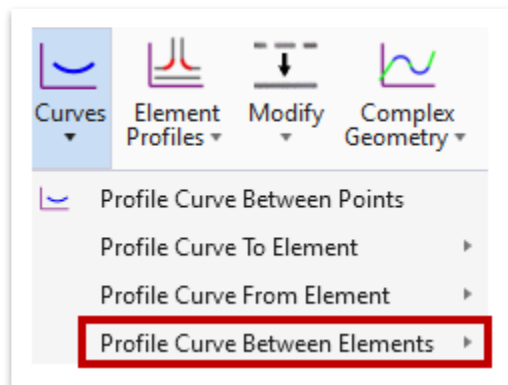 Curves Element Modify Complex
Profiles Geometry
Profile Curve Between Points
Profile Curve To Element
Profile Curve From Element
Profile Curve Between Elements